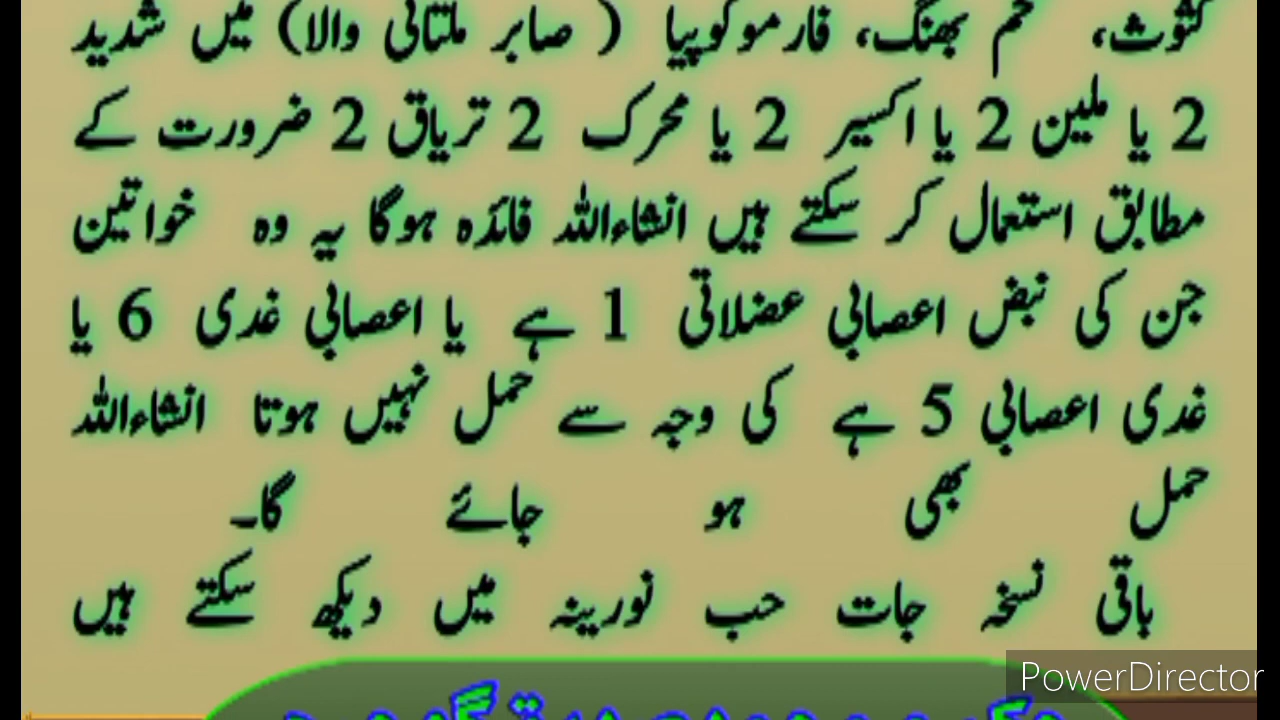 کثوث، تخم بھنگ، فارموکوپیا ( صابر ملتانی والا) میں شدید
2 یا ملین 2 یا اکسیر 2 یا محرک 2 تریاق 2 ضرورت کے
مطابق استعمال کر سکتے ہیں انشاءاللہ فائدہ ہوگا یہ وہ خواتین
جن کی نبض اعصابی عضلاتی 1 ہے یا اعصابی غدی 6 یا
غدی اعصابی 5 ہے کی وجہ سے حمل نہیں ہوتا انشاءاللہ
حمل بھی ہو جائے گا۔
باقی نسخہ جات حب نورینہ میں دیکھ سکتے ہیں
PowerDirector